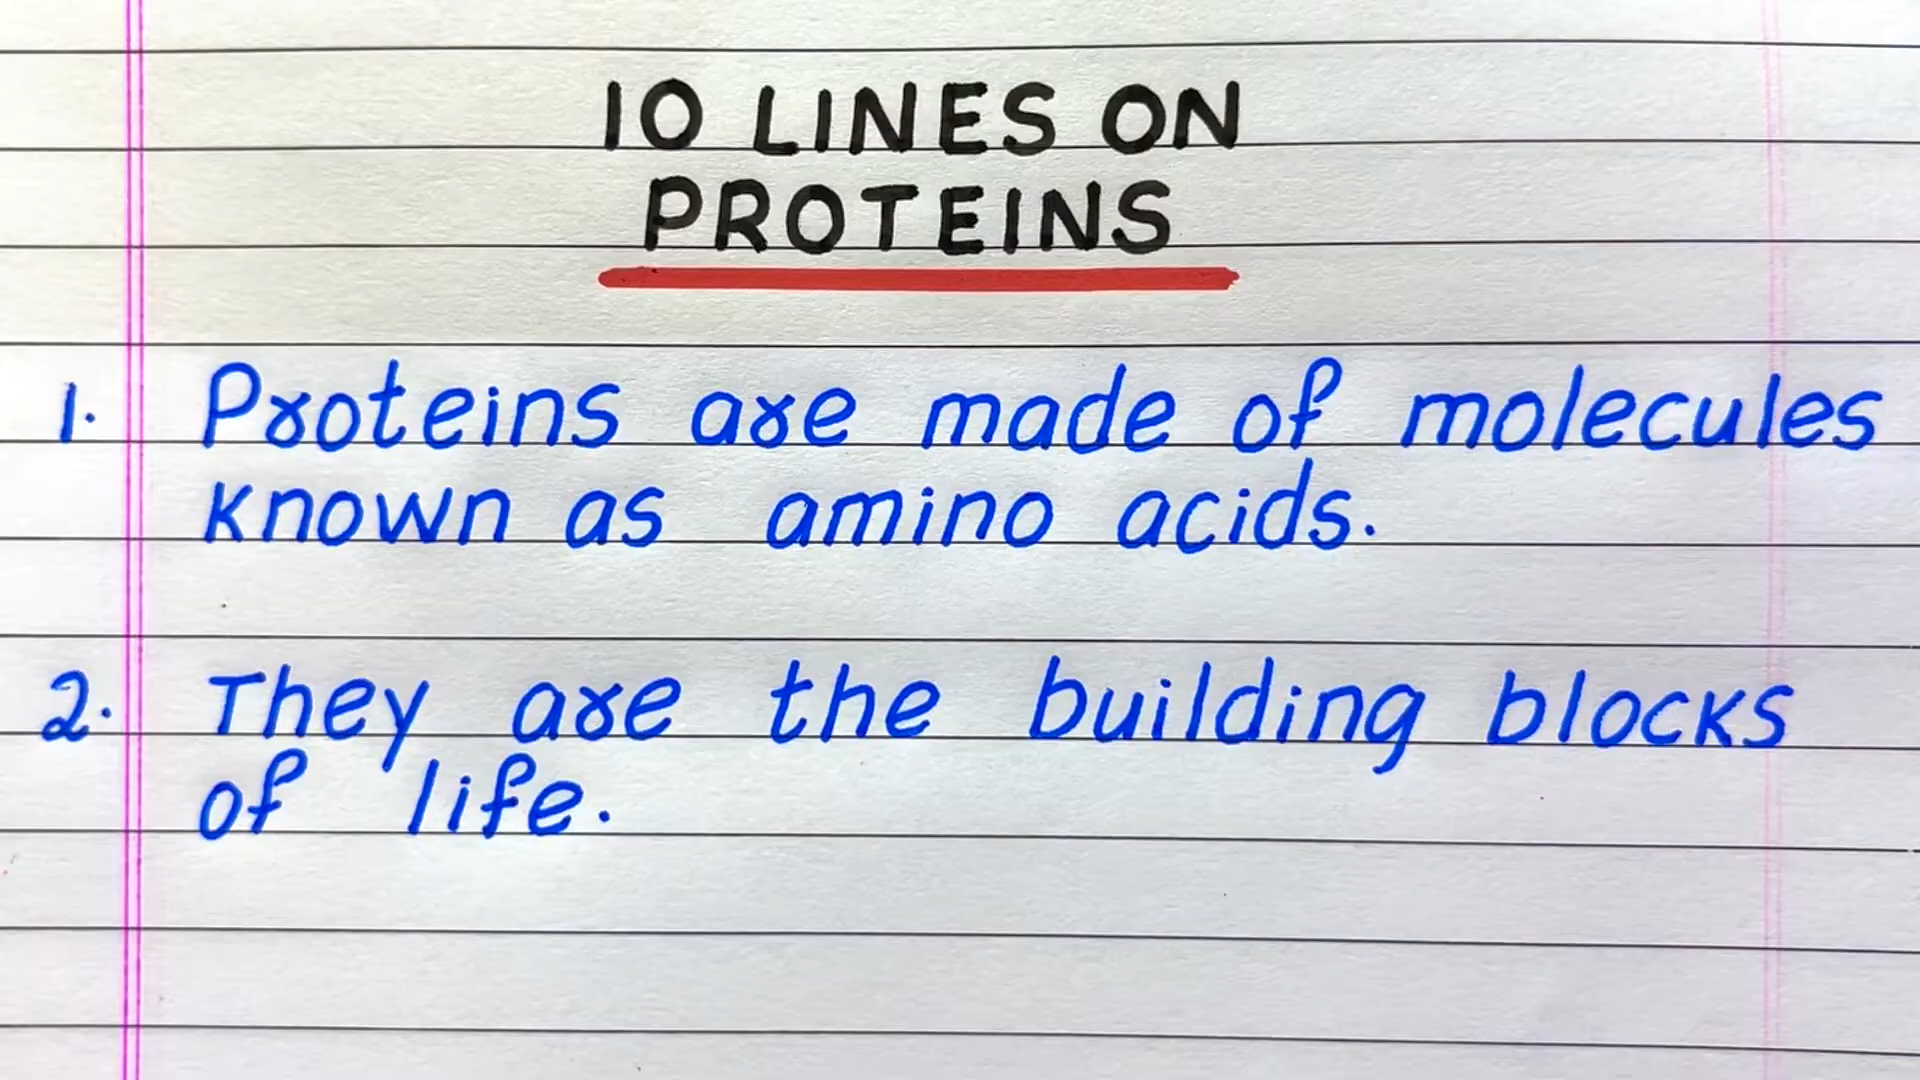 10 LINES ON
PROTEINS
1. Proteins are made of molecules
known as amino acids.
2. They are the building blocks
of life.